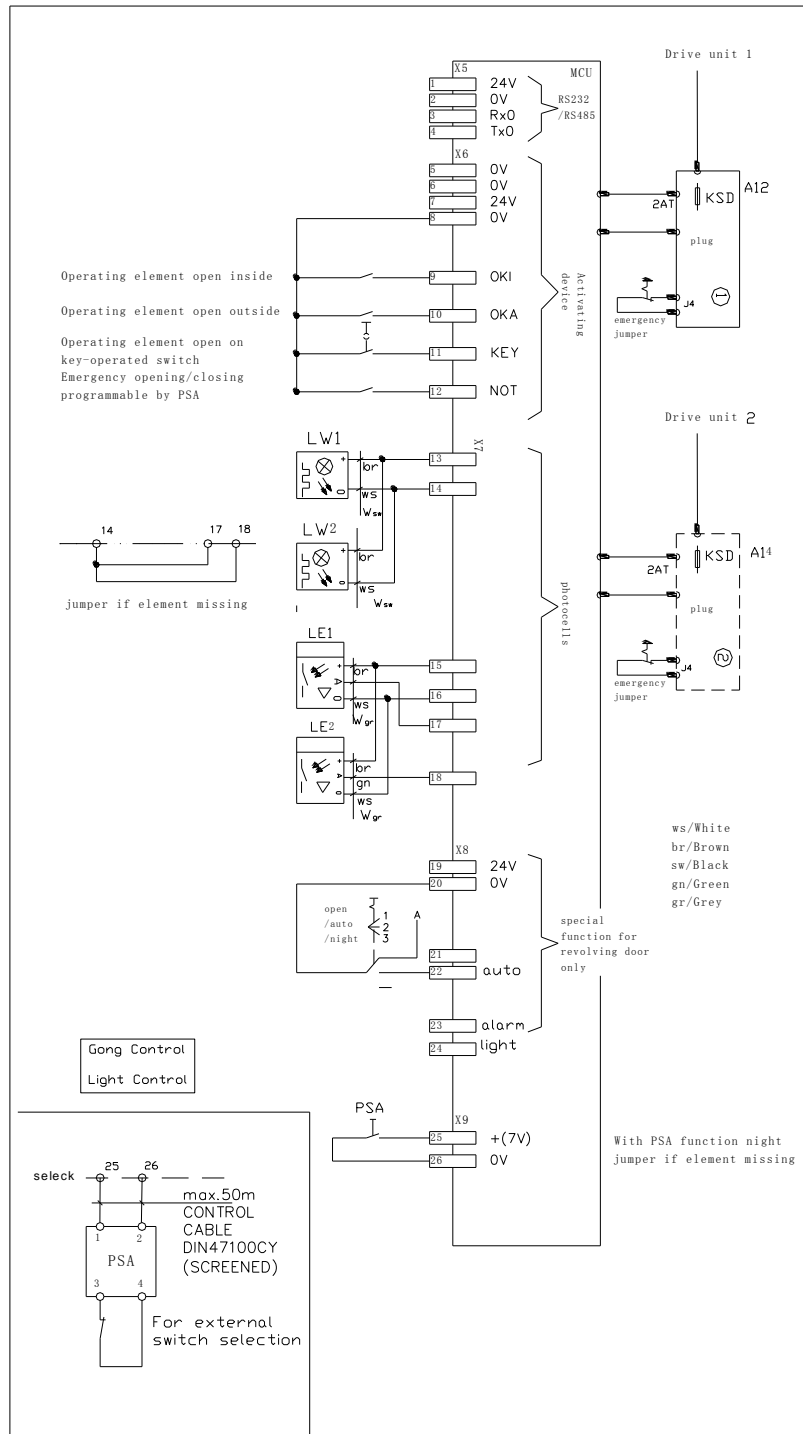 Drive unit 1
X5
MCU
1 24V
2 0V
3 Rx0
4 Tx0
RS232
/RS485
X6
5 0V
6 0V
7 24V
8 0V
9 OKI
10 OKA
11 KEY
12 NOT
Activating
device
Operating element open inside
Operating element open outside
Operating element open on
key-operated switch
Emergency opening/closing
programmable by PSA
2AT
KSD
A12
plug
1
J4
emergency
jumper
Drive unit 2
2AT
KSD
A14
plug
2
J4
emergency
jumper
X7
LW1
+
0
br
ws
Wsw
13
14
LW2
+
0
br
ws
Wsw
14
17
18
jumper if element missing
photocells
LE1
+
A
0
br
ws
Wgr
15
16
17
LE2
+
A
0
br
gn
ws
Wgr
18
ws/White
br/Brown
sw/Black
gn/Green
gr/Grey
X8
19 24V
20 0V
open
/auto
/night
1
2
3
A
21
22 auto
23 alarm
24 light
special
function for
revolving door
only
Gong Control
Light Control
PSA
X9
25 +(7V)
26 0V
With PSA function night
jumper if element missing
seleck
25
26
max.50m
CONTROL
CABLE
DIN47100CY
(SCREENED)
1
2
PSA
3
4
For external
switch selection